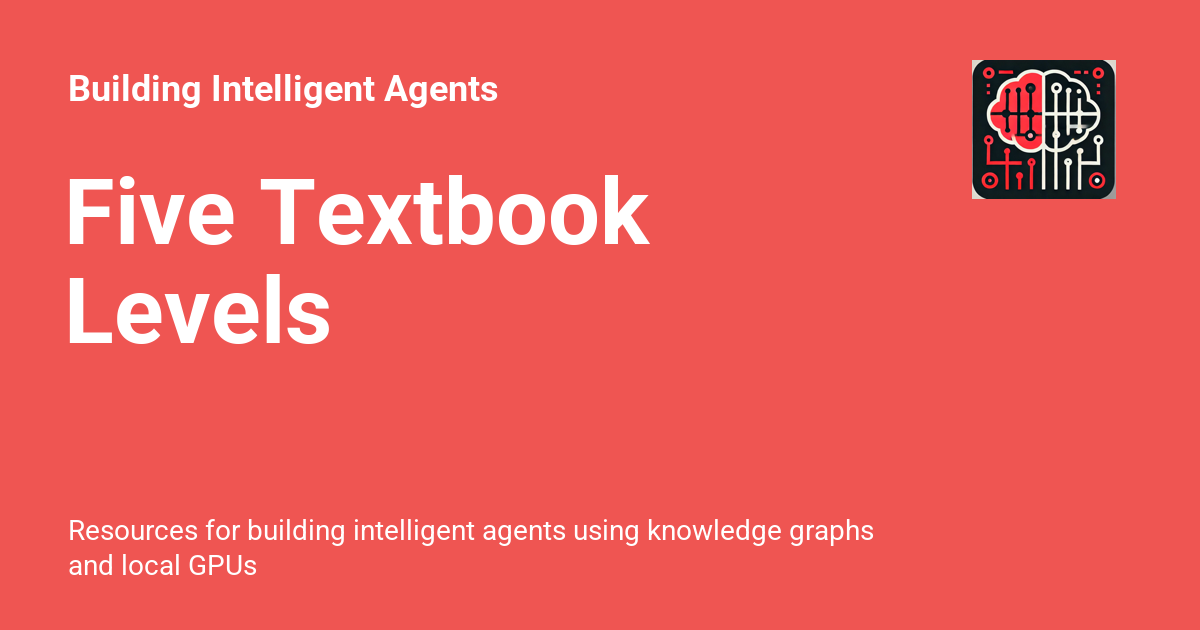 Building Intelligent Agents
Five Textbook
Levels
Resources for building intelligent agents using knowledge graphs
and local GPUs